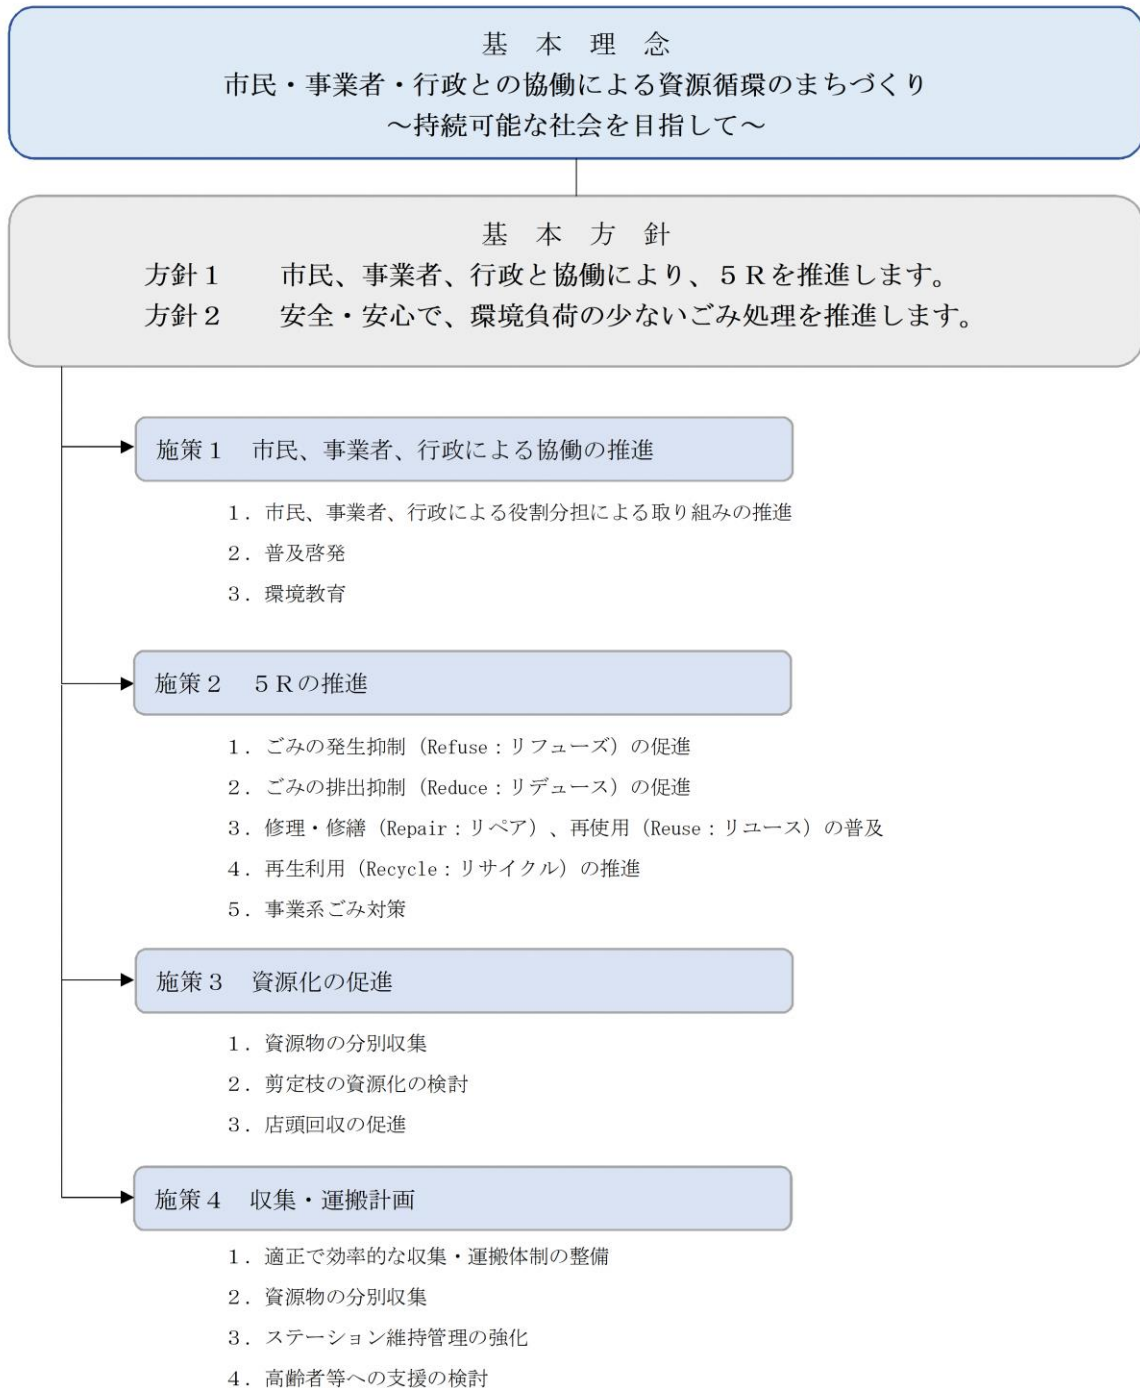 基 本 理 念
市民・事業者・行政との協働による資源循環のまちづくり
～持続可能な社会を目指して～
基 本 方 針
方針１　市民、事業者、行政と協働により、５Ｒを推進します。
方針２　安全・安心で、環境負荷の少ないごみ処理を推進します。
施策１　市民、事業者、行政による協働の推進
１．市民、事業者、行政による役割分担による取り組みの推進
２．普及啓発
３．環境教育
施策２　５Ｒの推進
１．ごみの発生抑制（Refuse：リフューズ）の促進
２．ごみの排出抑制（Reduce：リデュース）の促進
３．修理・修繕（Repair：リペア）、再使用（Reuse：リユース）の普及
４．再生利用（Recycle：リサイクル）の推進
５．事業系ごみ対策
施策３　資源化の促進
１．資源物の分別収集
２．剪定枝の資源化の検討
３．店頭回収の促進
施策４　収集・運搬計画
１．適正で効率的な収集・運搬体制の整備
２．資源物の分別収集
３．ステーション維持管理の強化
４．高齢者等への支援の検討